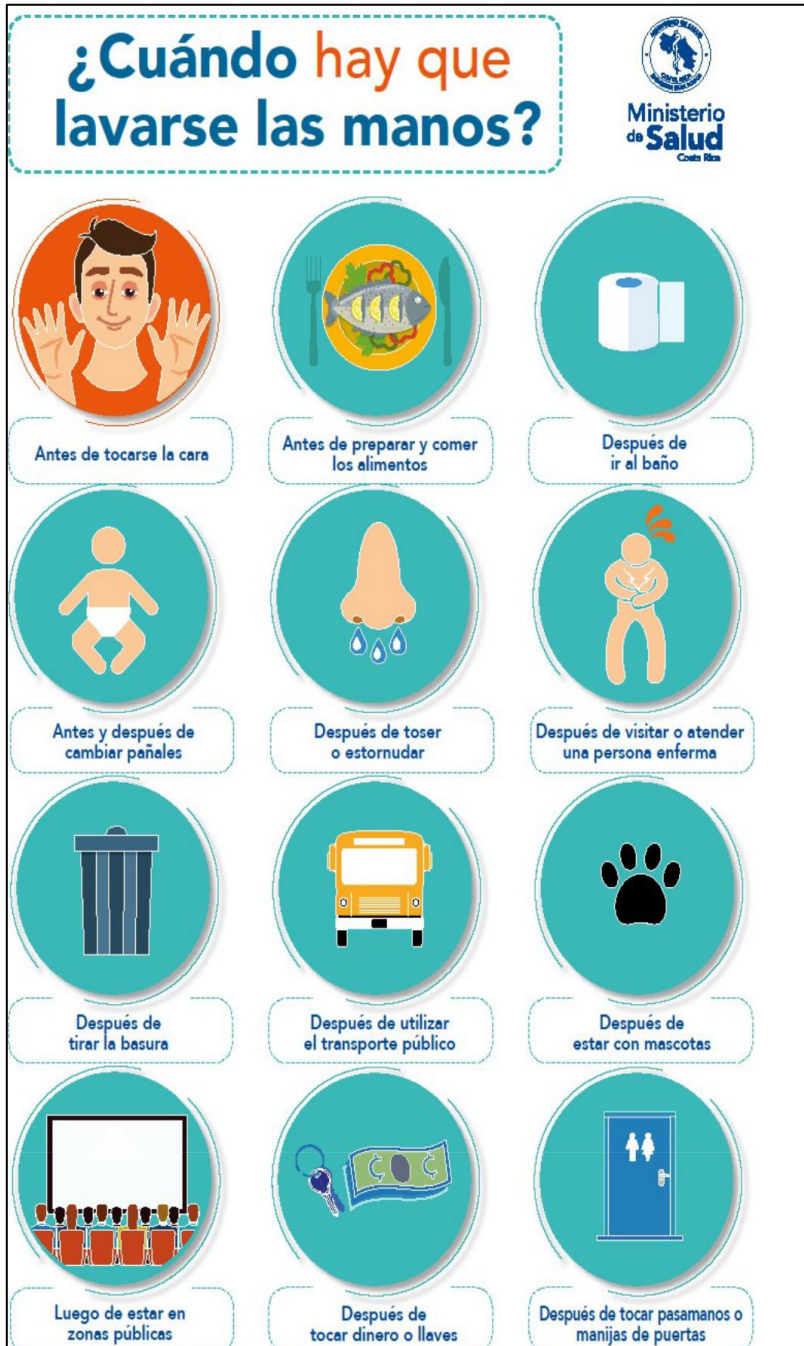 ¿Cuándo hay que
lavarse las manos?
Ministerio
de Salud
Costa Rica
Antes de tocarse la cara
Antes de preparar y comer
los alimentos
Después de
ir al baño
Antes y después de
cambiar pañales
Después de toser
o estornudar
Después de visitar o atender
una persona enferma
Después de
tirar la basura
Después de utilizar
el transporte público
Después de
estar con mascotas
Luego de estar en
zonas públicas
Después de
tocar dinero o llaves
Después de tocar pasamanos o
manijas de puertas